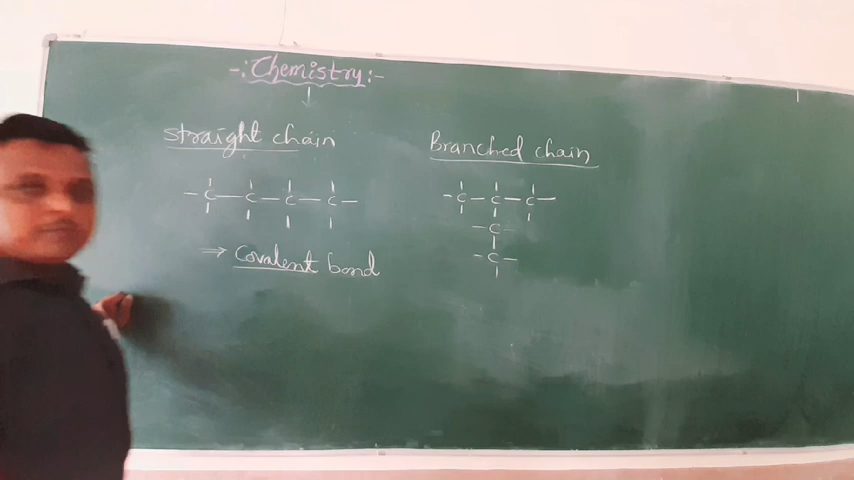 -:Chemistry:-
straight chain
Branched chain
-C-C-C-C-
-C-C-C-
-C-
-C-
⇒ Covalent bond